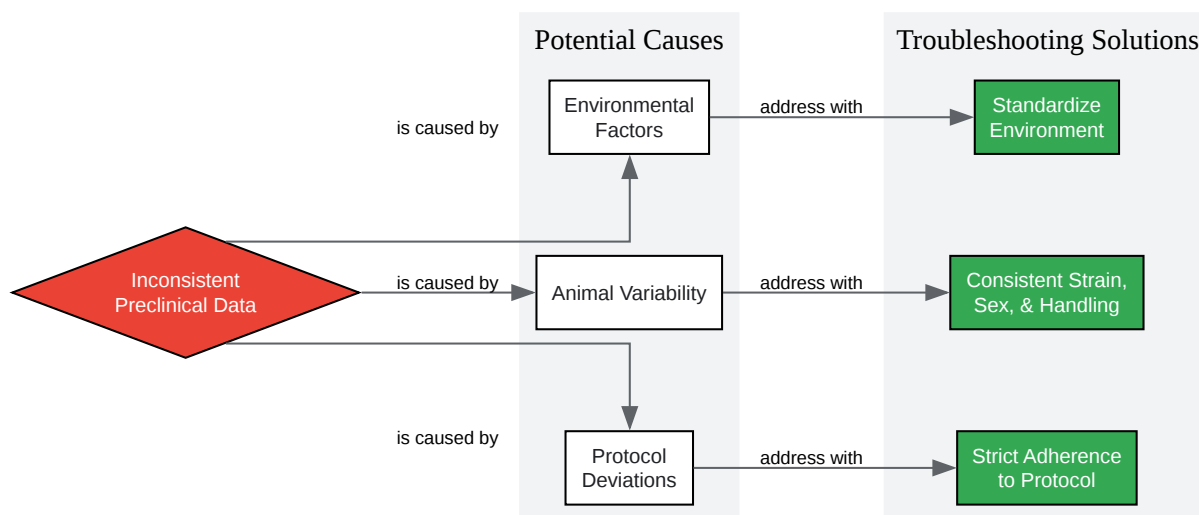 Potential Causes
Troubleshooting Solutions
is caused by
Environmental
Factors
address with
Standardize
Environment
Inconsistent
Preclinical Data
is caused by
Animal Variability
address with
Consistent Strain,
Sex, & Handling
is caused by
Protocol
Deviations
address with
Strict Adherence
to Protocol